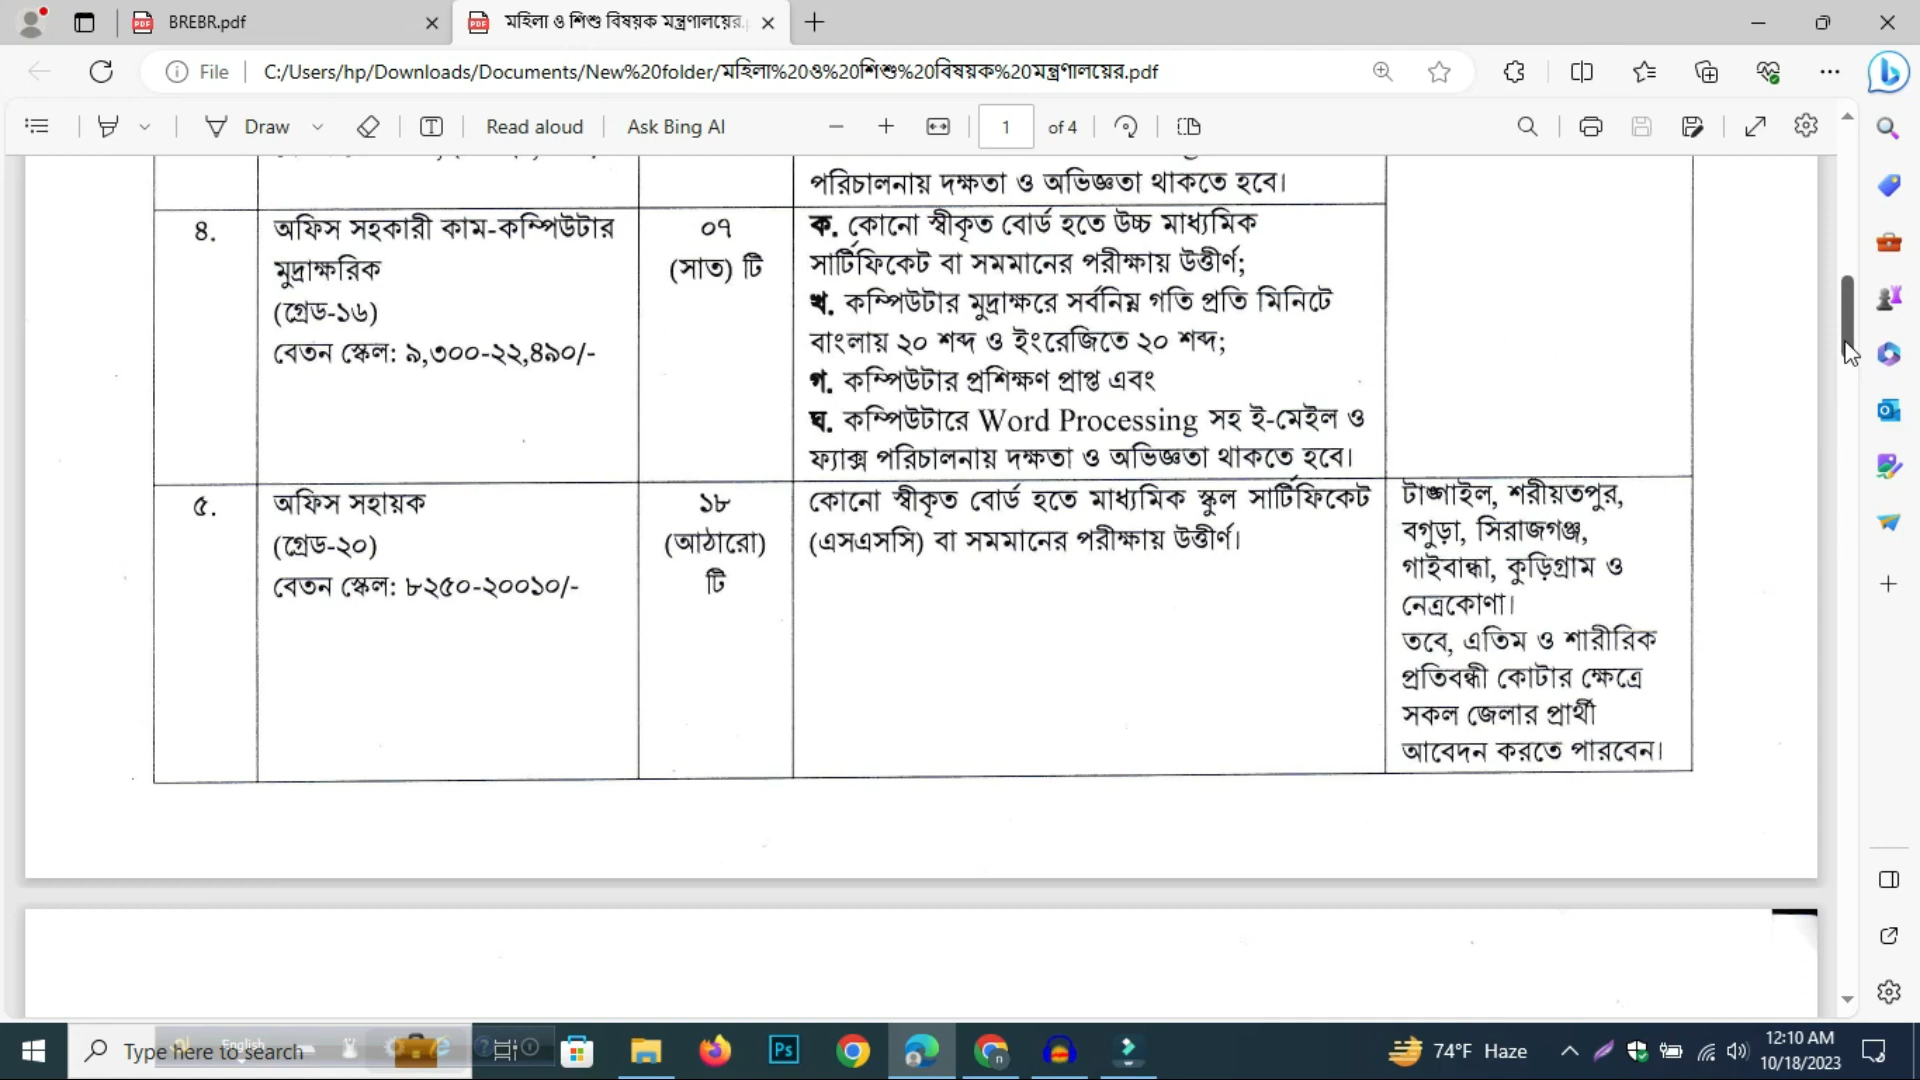 BREBR.pdf
মহিলা ও শিশু বিষয়ক মন্ত্রণালয়ের.
File
C:/Users/hp/Downloads/Documents/New%20folder/মহিলা%20ও%20শিশু%20বিষয়ক%20মন্ত্রণালয়ের.pdf
Draw
Read aloud
Ask Bing AI
1
of 4
পরিচালনায় দক্ষতা ও অভিজ্ঞতা থাকতে হবে।
৪.
অফিস সহকারী কাম-কম্পিউটার
মুদ্রাক্ষরিক
(গ্রেড-১৬)
বেতন স্কেল: ৯,৩০০-২২,৪৯০/-
০৭
(সাত) টি
ক. কোনো স্বীকৃত বোর্ড হতে উচ্চ মাধ্যমিক
সার্টিফিকেট বা সমমানের পরীক্ষায় উত্তীর্ণ;
খ. কম্পিউটার মুদ্রাক্ষরে সর্বনিম্ন গতি প্রতি মিনিটে
বাংলায় ২০ শব্দ ও ইংরেজিতে ২০ শব্দ;
গ. কম্পিউটার প্রশিক্ষণ প্রাপ্ত এবং
ঘ. কম্পিউটারে Word Processing সহ ই-মেইল ও
ফ্যাক্স পরিচালনায় দক্ষতা ও অভিজ্ঞতা থাকতে হবে।
৫.
অফিস সহায়ক
(গ্রেড-২০)
বেতন স্কেল: ৮২৫০-২০০১০/-
১৮
(আঠারো)
টি
কোনো স্বীকৃত বোর্ড হতে মাধ্যমিক স্কুল সার্টিফিকেট
(এসএসসি) বা সমমানের পরীক্ষায় উত্তীর্ণ।
টাঙ্গাইল, শরীয়তপুর,
বগুড়া, সিরাজগঞ্জ,
গাইবান্ধা, কুড়িগ্রাম ও
নেত্রকোণা।
তবে, এতিম ও শারীরিক
প্রতিবন্ধী কোটার ক্ষেত্রে
সকল জেলার প্রার্থী
আবেদন করতে পারবেন।
Type here to search
English
Ps
74°F Haze
12:10 AM
10/18/2023